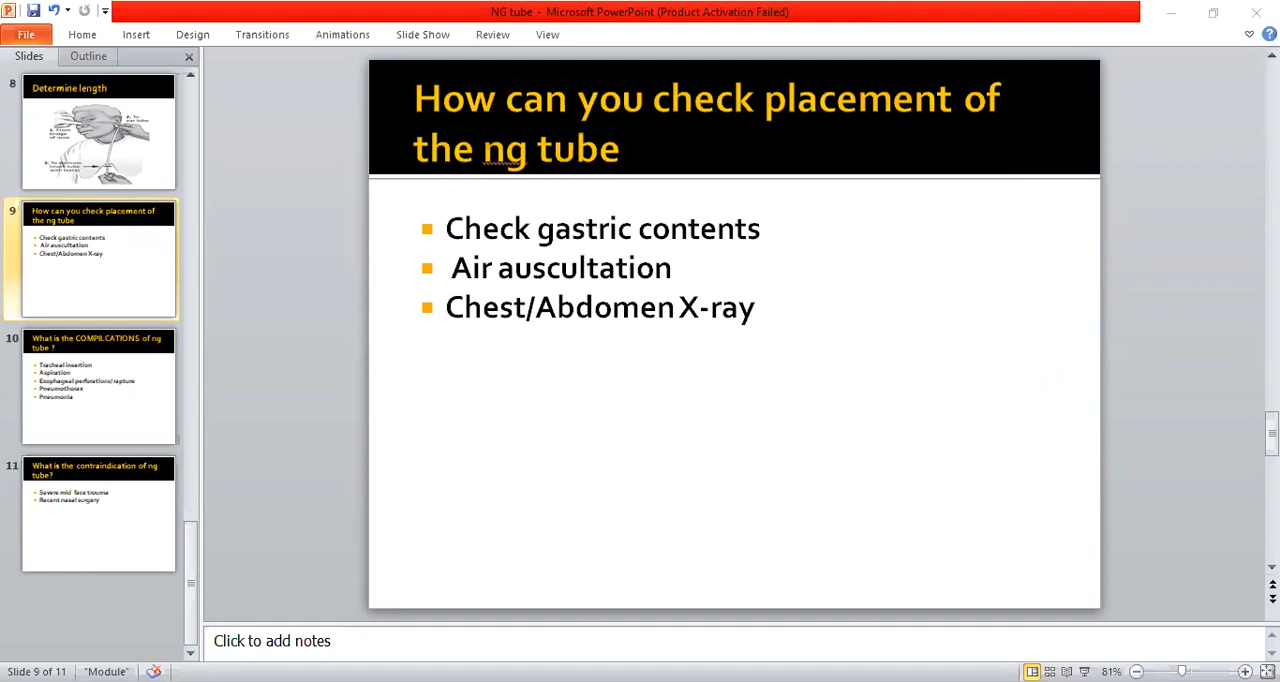 NG tube - Microsoft PowerPoint (Product Activation Failed)
File Home Insert Design Transitions Animations Slide Show Review View
Slides Outline
8
Determine length
9
How can you check placement of
the ng tube
Check gastric contents
Air auscultation
Chest/Abdomen X-ray
10
What is the COMPILCATIONS of ng
tube ?
Tracheal insertion
Aspiration
Esophageal perforations/rapture
Pneumothorax
Pneumonia
11
What is the contraindication of ng
tube?
Severe mid face trauma
Recent nasal surgery
How can you check placement of
the ng tube
Check gastric contents
Air auscultation
Chest/Abdomen X-ray
Click to add notes
Slide 9 of 11 "Module" 81%